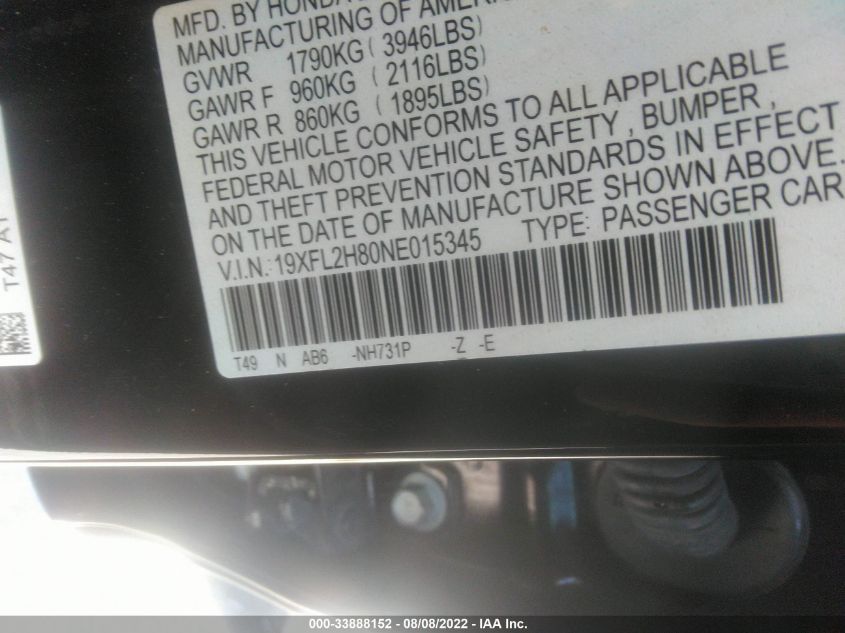 MFD. BY HONDA
MANUFACTURING OF AMERICA
GVWR 1790KG ( 3946LBS)
GAWR F 960KG ( 2116LBS)
GAWR R 860KG ( 1895LBS)
THIS VEHICLE CONFORMS TO ALL APPLICABLE
FEDERAL MOTOR VEHICLE SAFETY , BUMPER ,
AND THEFT PREVENTION STANDARDS IN EFFECT
ON THE DATE OF MANUFACTURE SHOWN ABOVE.
V.I.N.: 19XFL2H80NE015345 TYPE: PASSENGER CAR
T49 N AB6 -NH731P -Z -E
T47 A1
000-33888152 - 08/08/2022 - IAA Inc.